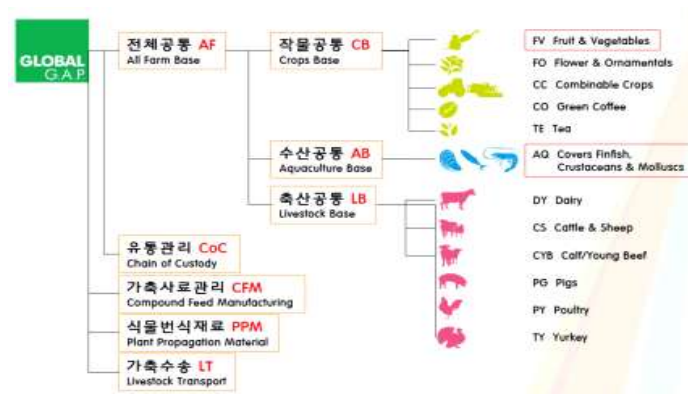 GLOBAL
G.A.P
전체공통 AF
All Farm Base
작물공통 CB
Crops Base
FV Fruit & Vegetables
FO Flower & Ornamentals
CC Combinable Crops
CO Green Coffee
TE Tea
수산공통 AB
Aquaculture Base
AQ Covers Finfish,
Crustaceans & Molluscs
축산공통 LB
Livestock Base
DY Dairy
CS Cattle & Sheep
CYB Calf/Young Beef
PG Pigs
PY Poultry
TY Yurkey
유통관리 CoC
Chain of Custody
가축사료관리 CFM
Compound Feed Manufacturing
식물번식재료 PPM
Plant Propagation Material
가축수송 LT
Livestock Transport